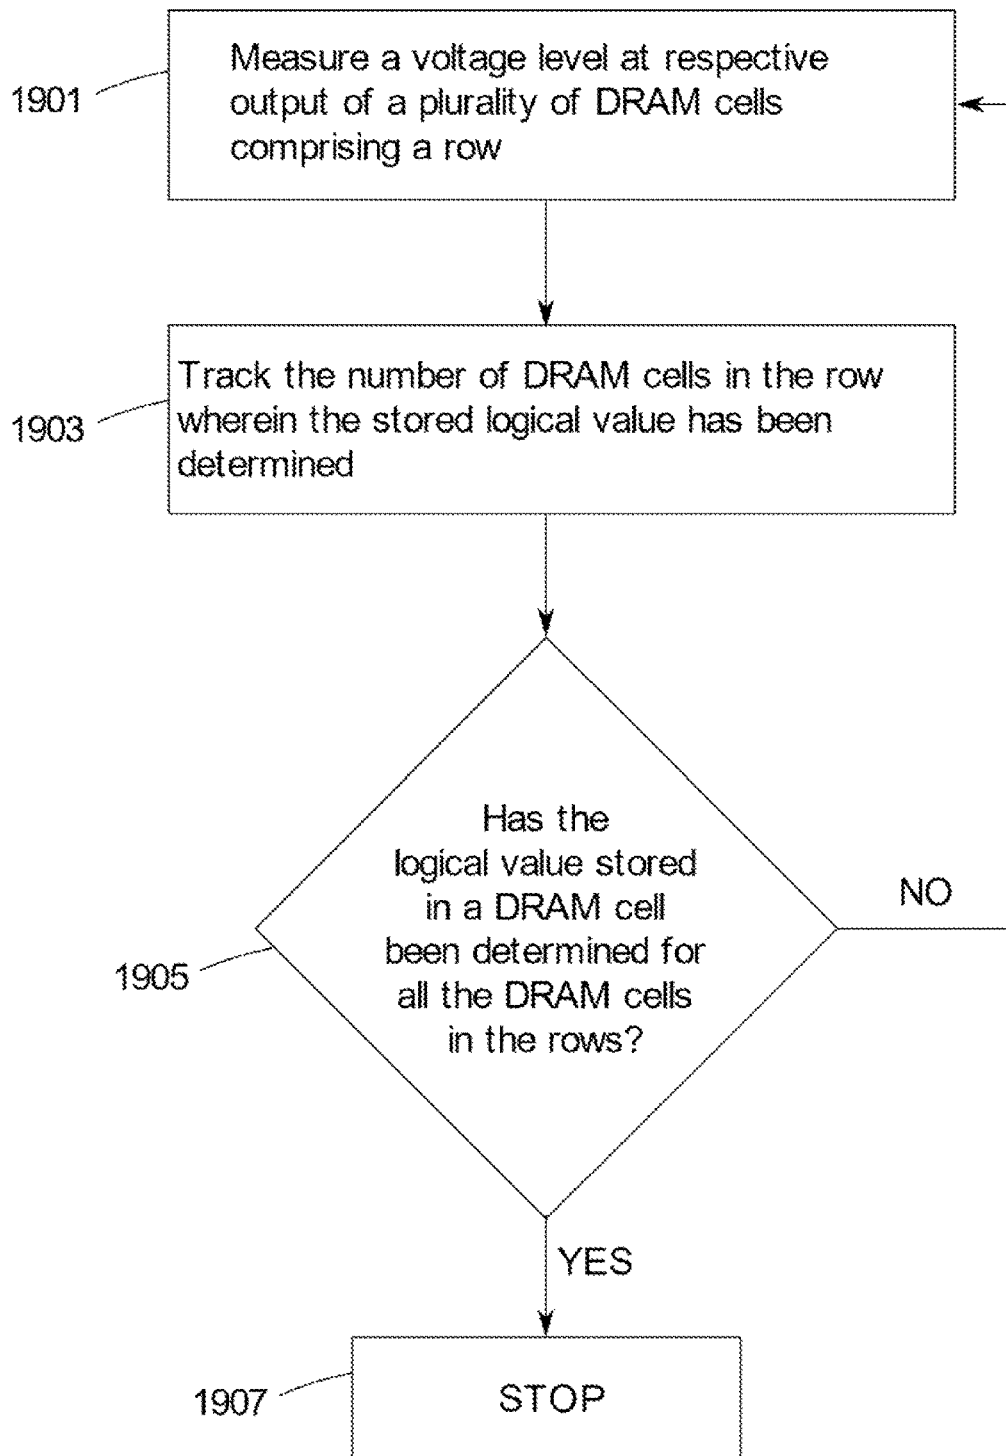 1901
Measure a voltage level at respective
output of a plurality of DRAM cells
comprising a row
1903
Track the number of DRAM cells in the row
wherein the stored logical value has been
determined
1905
Has the
logical value stored
in a DRAM cell
been determined for
all the DRAM cells
in the rows?
NO
YES
1907
STOP